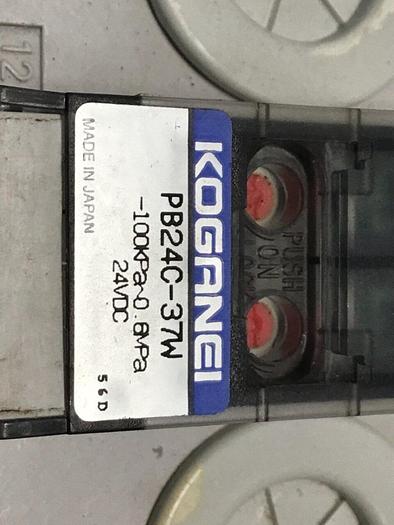 KOGANEI
PB24C-37W
-100KPa~0.8MPa
24VDC
56D
MADE IN JAPAN
PUSH
ON
12